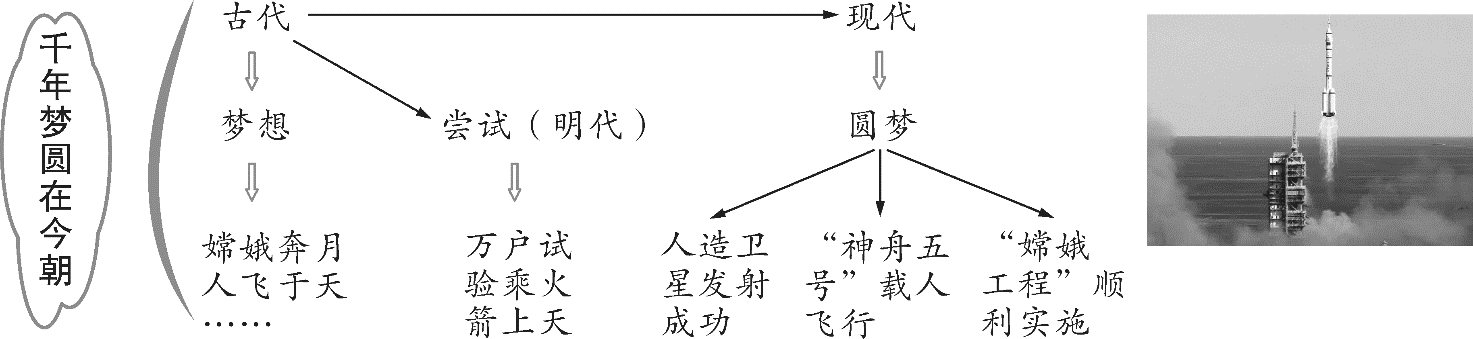 千年梦圆在今朝
古代
现代
梦想
尝试（明代）
圆梦
嫦娥奔月
人飞于天
……
万户试
验乘火
箭上天
人造卫
星发射
成功
“神舟五
号”载人
飞行
“嫦娥
工程”顺
利实施